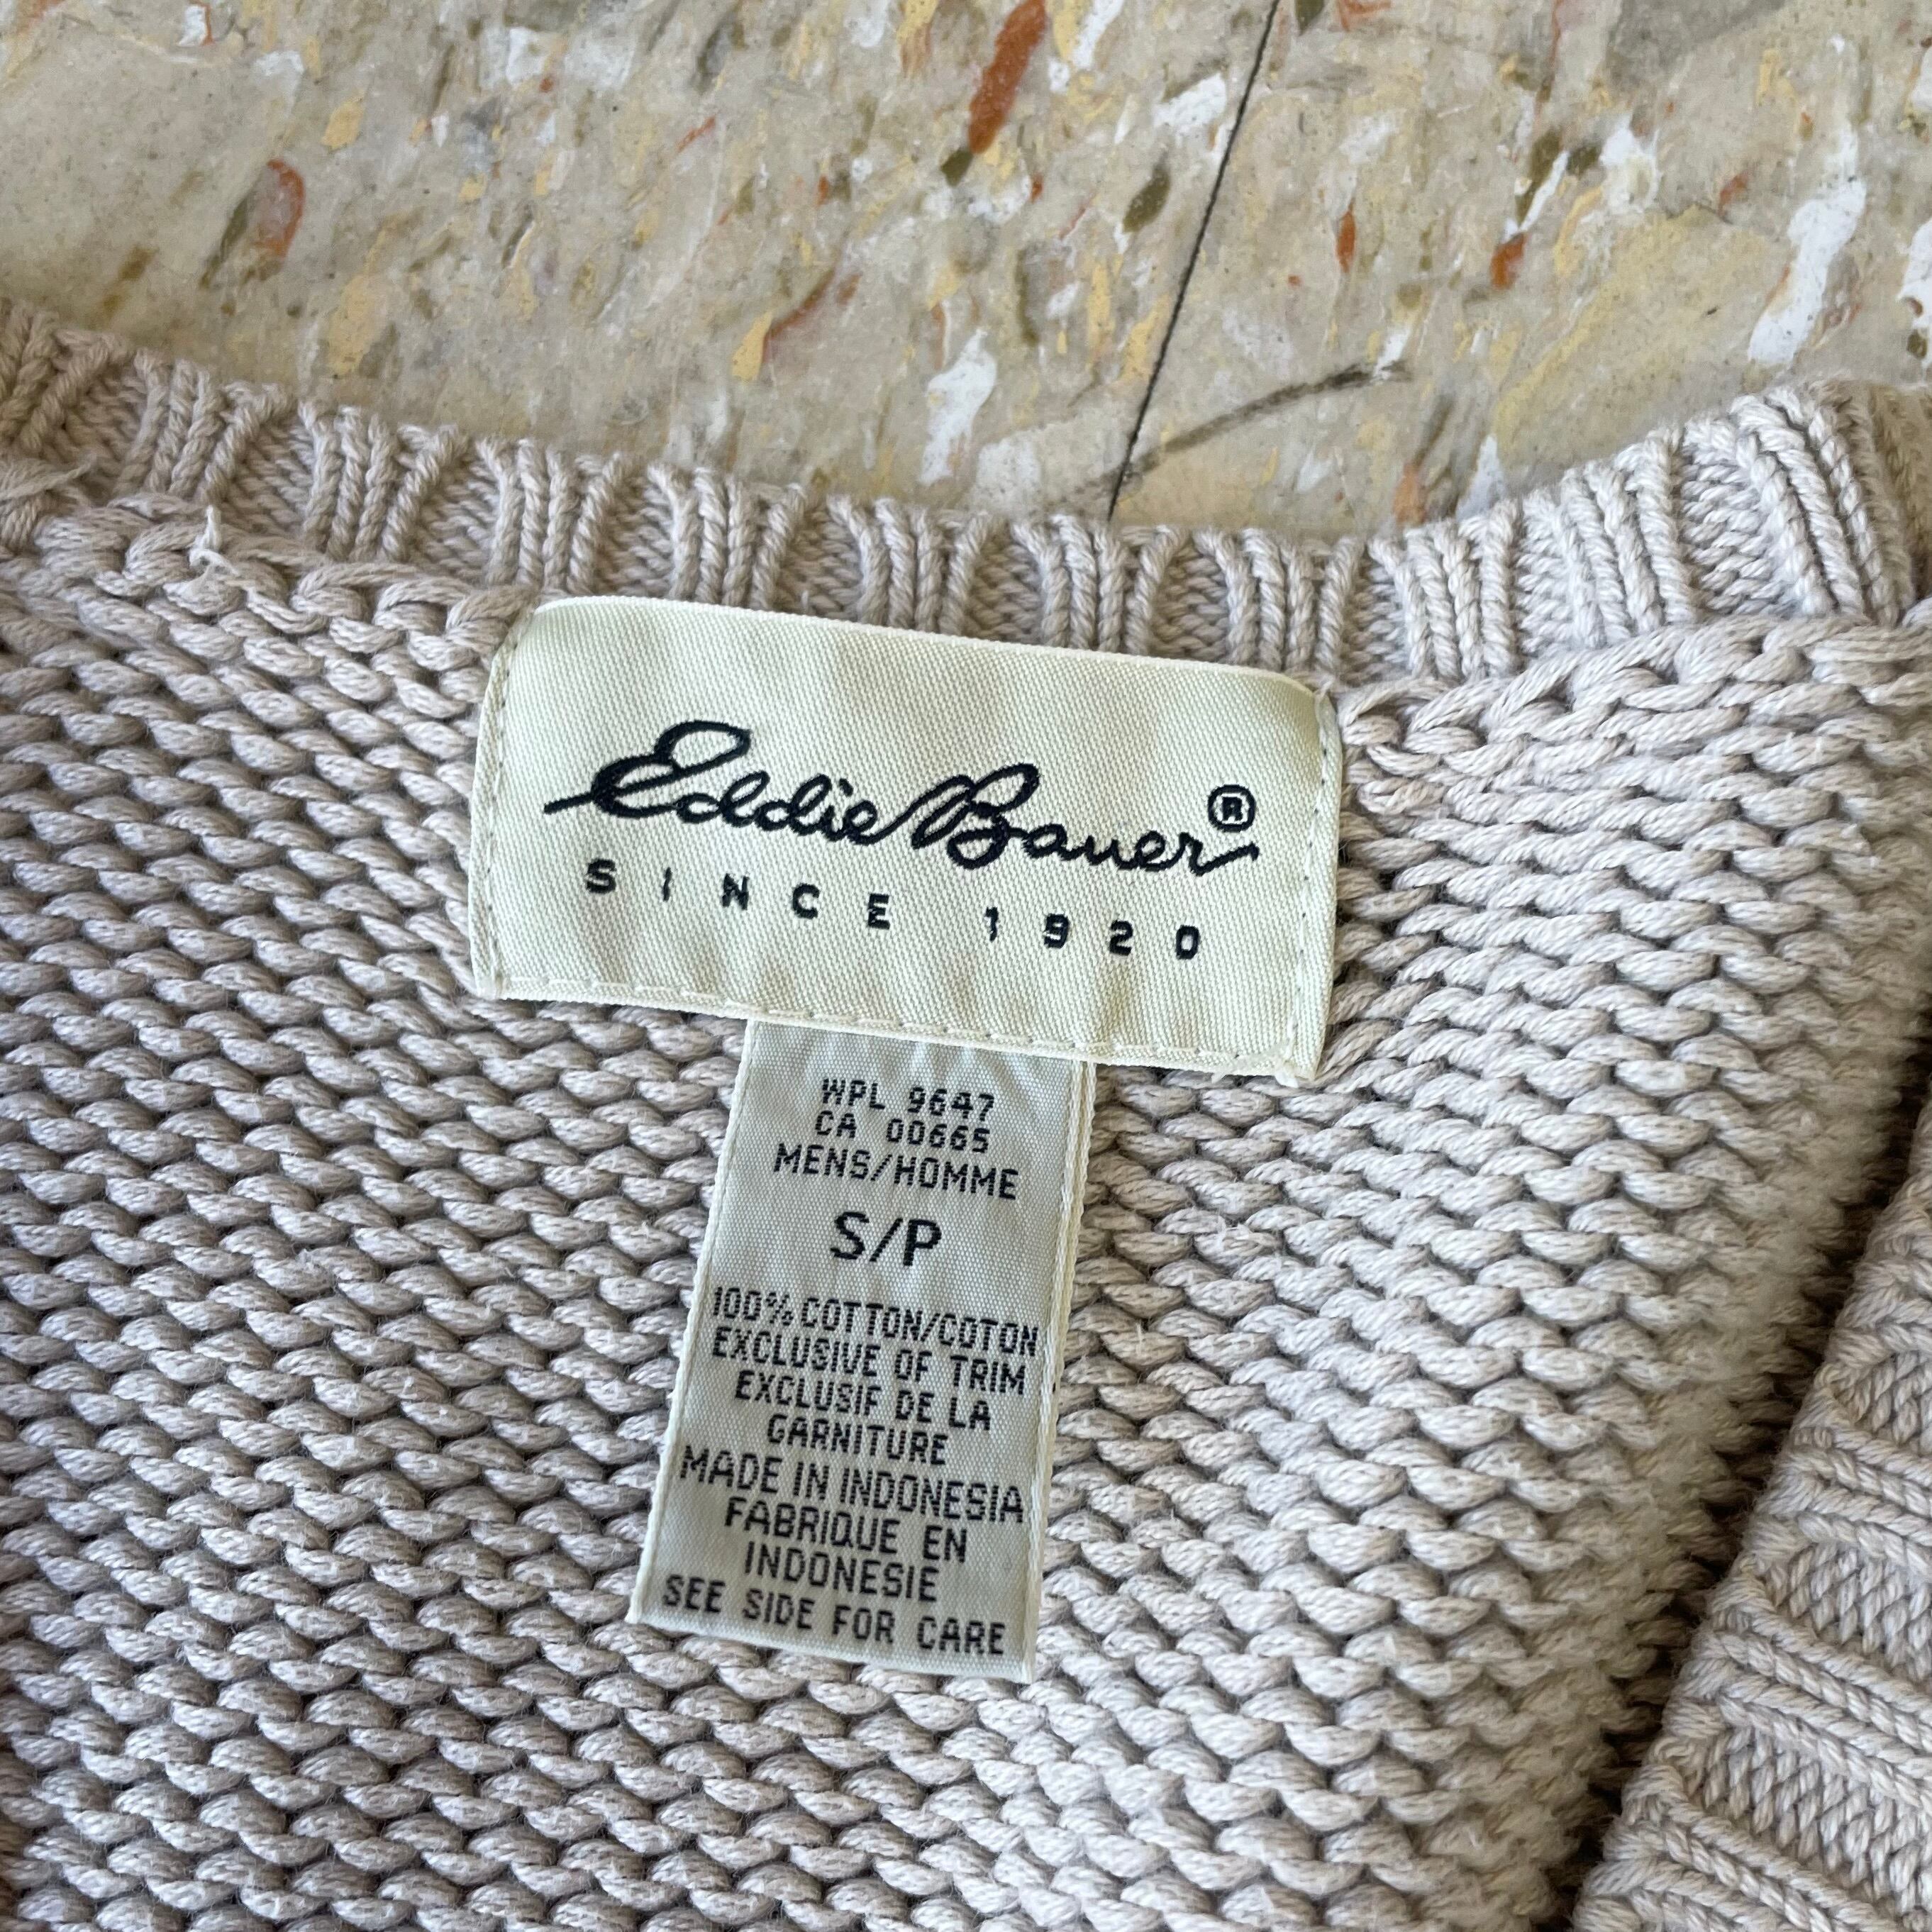 Eddie Bauer®
SINCE 1920
WPL 9647
CA 00665
MENS/HOMME
S/P
100% COTTON/COTON
EXCLUSIVE OF TRIM
EXCLUSIF DE LA
GARNITURE
MADE IN INDONESIA
FABRIQUE EN
INDONESIE
SEE SIDE FOR CARE